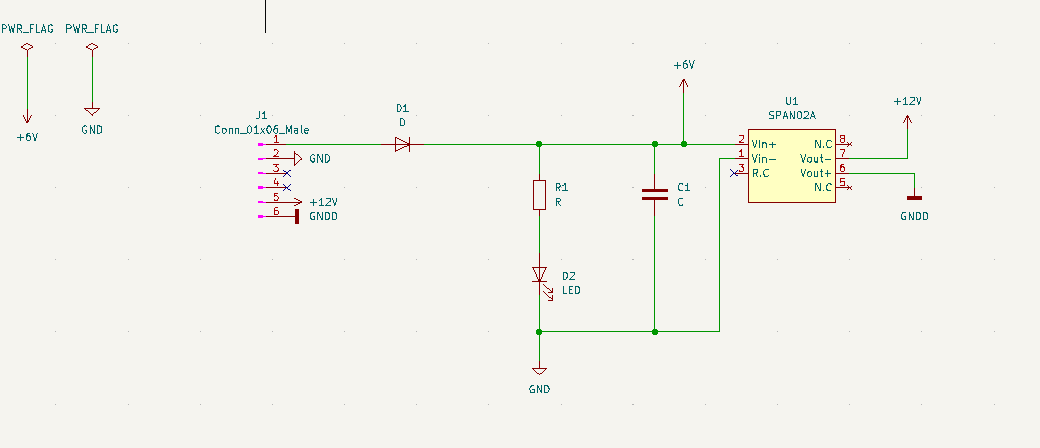 PWR_FLAG
PWR_FLAG
+6V
GND
J1
Conn_01x06_Male
1
2
GND
3
4
5
+12V
6
GNDD
D1
D
R1
R
D2
LED
GND
C1
C
+6V
U1
SPAN02A
2
VIn+
N.C
8
1
Vin-
Vout-
7
3
R.C
Vout+
6
N.C
5
+12V
GNDD